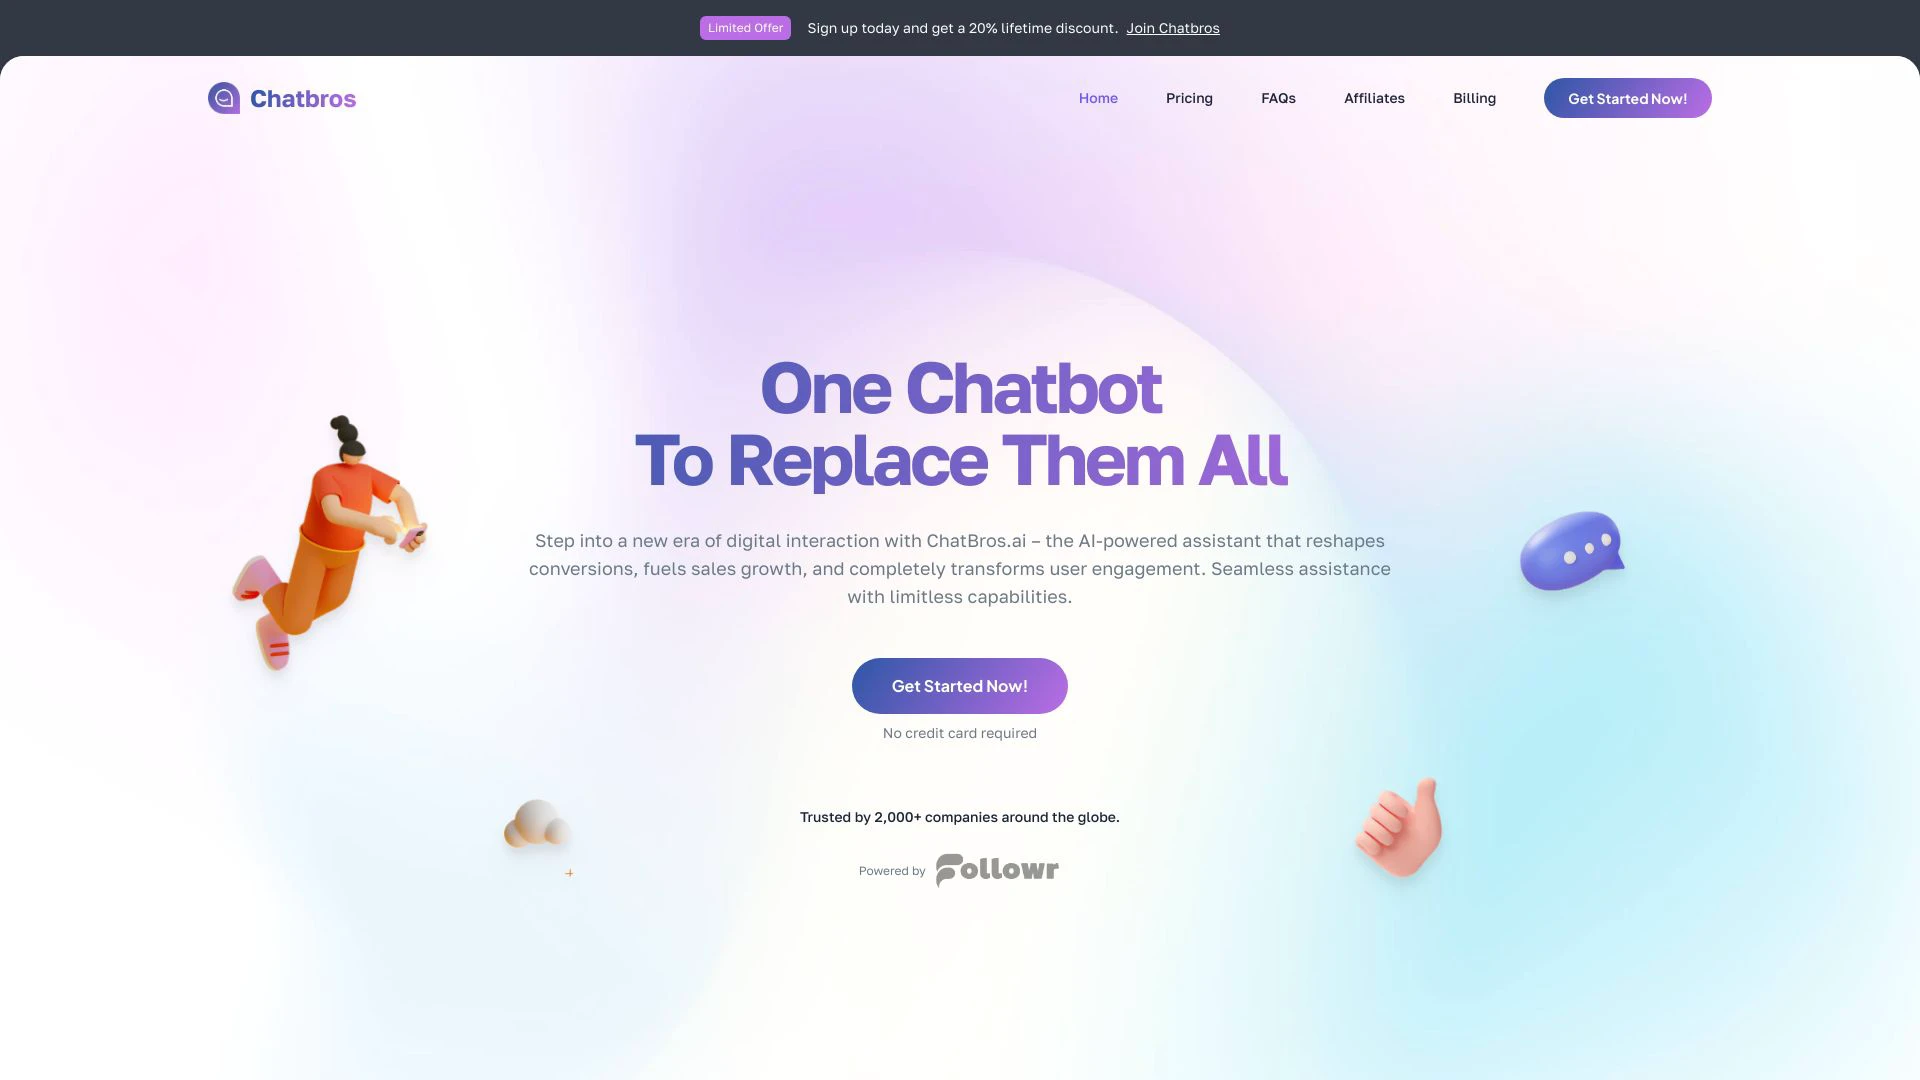 Limited Offer Sign up today and get a 20% lifetime discount. Join Chatbros
Chatbros
Home Pricing FAQs Affiliates Billing Get Started Now!
One Chatbot
To Replace Them All
Step into a new era of digital interaction with ChatBros.ai – the AI-powered assistant that reshapes
conversions, fuels sales growth, and completely transforms user engagement. Seamless assistance
with limitless capabilities.
Get Started Now!
No credit card required
Trusted by 2,000+ companies around the globe.
Powered by Followr